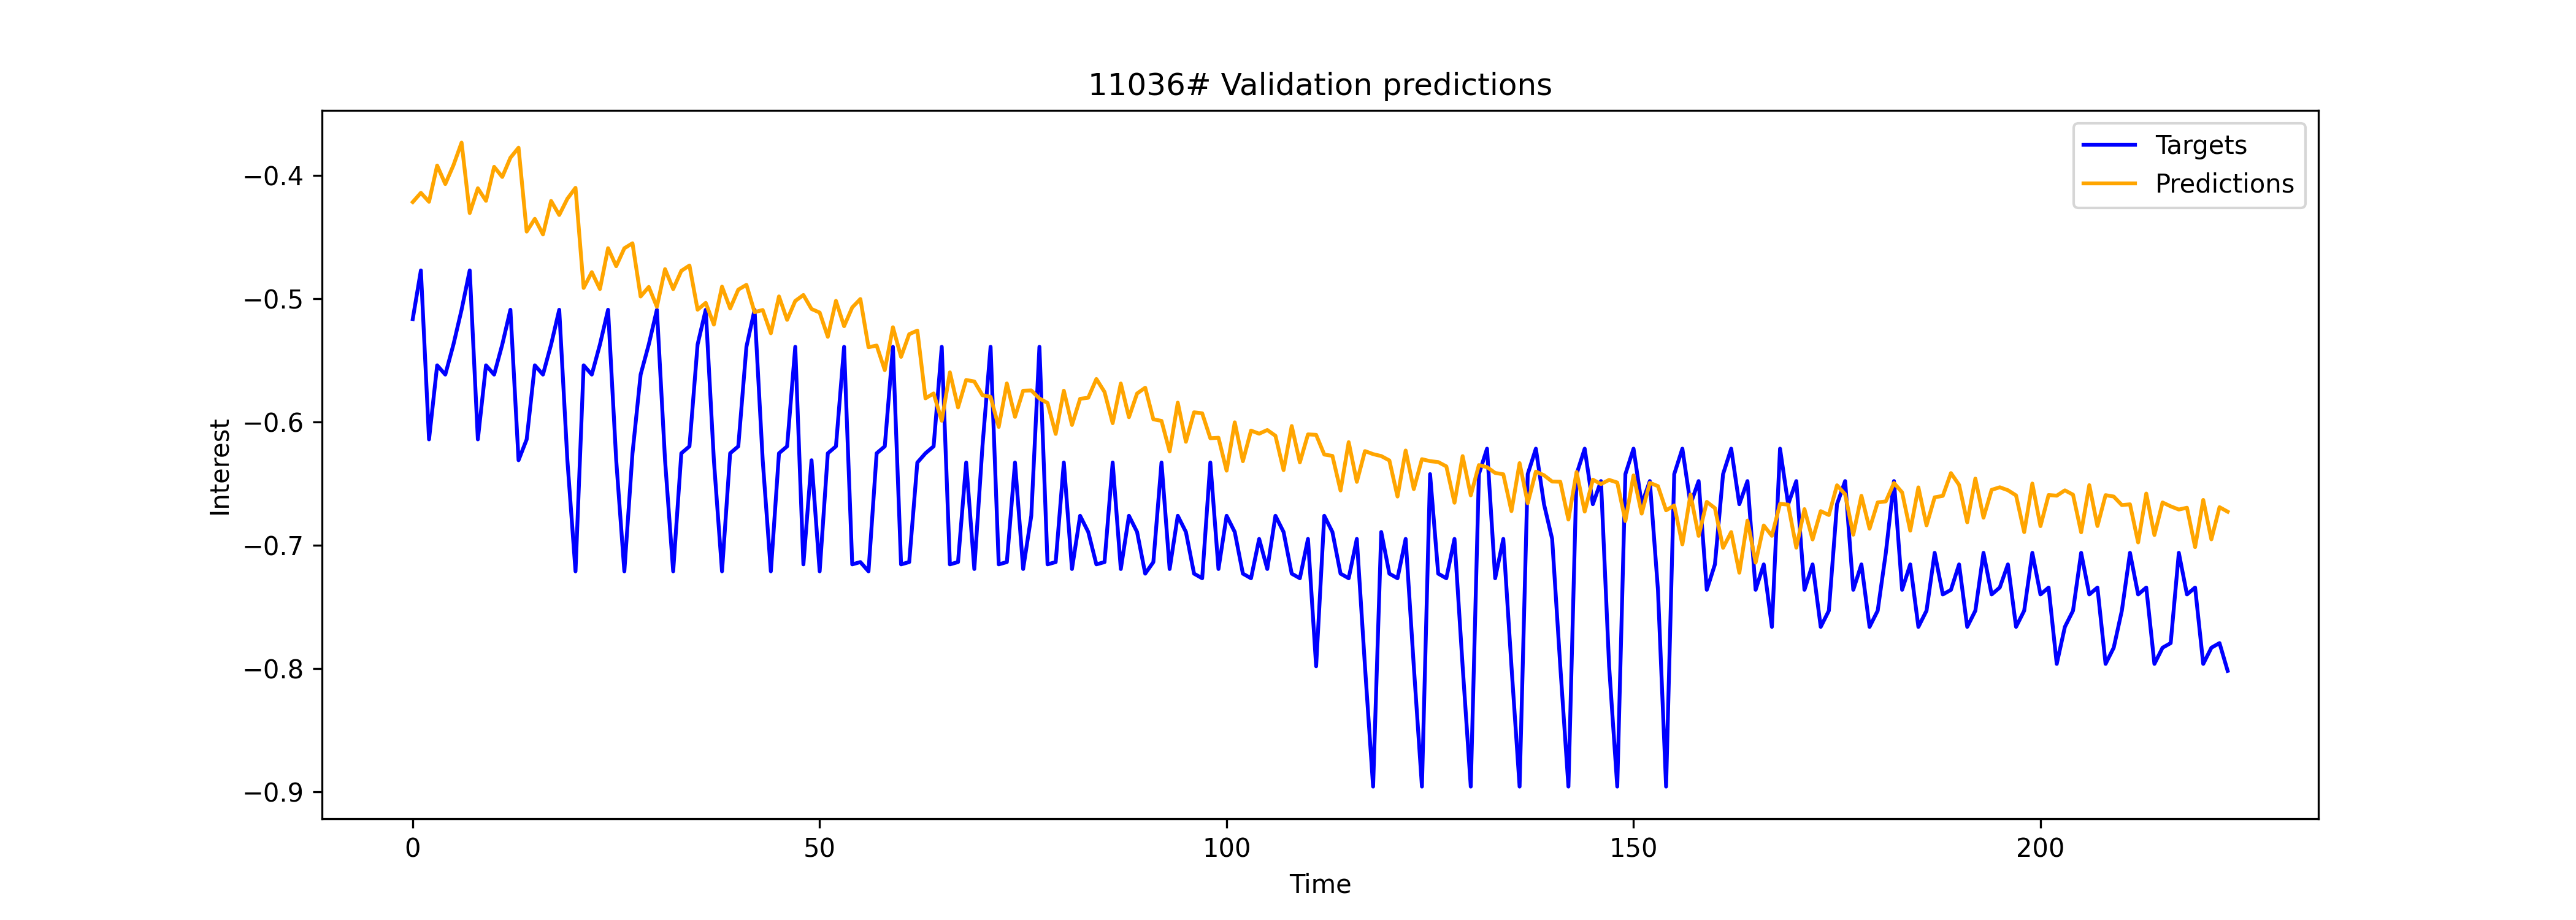 11036# Validation predictions
Targets
Predictions
Interest
−0.4
−0.5
−0.6
−0.7
−0.8
−0.9
0
50
100
150
200
Time